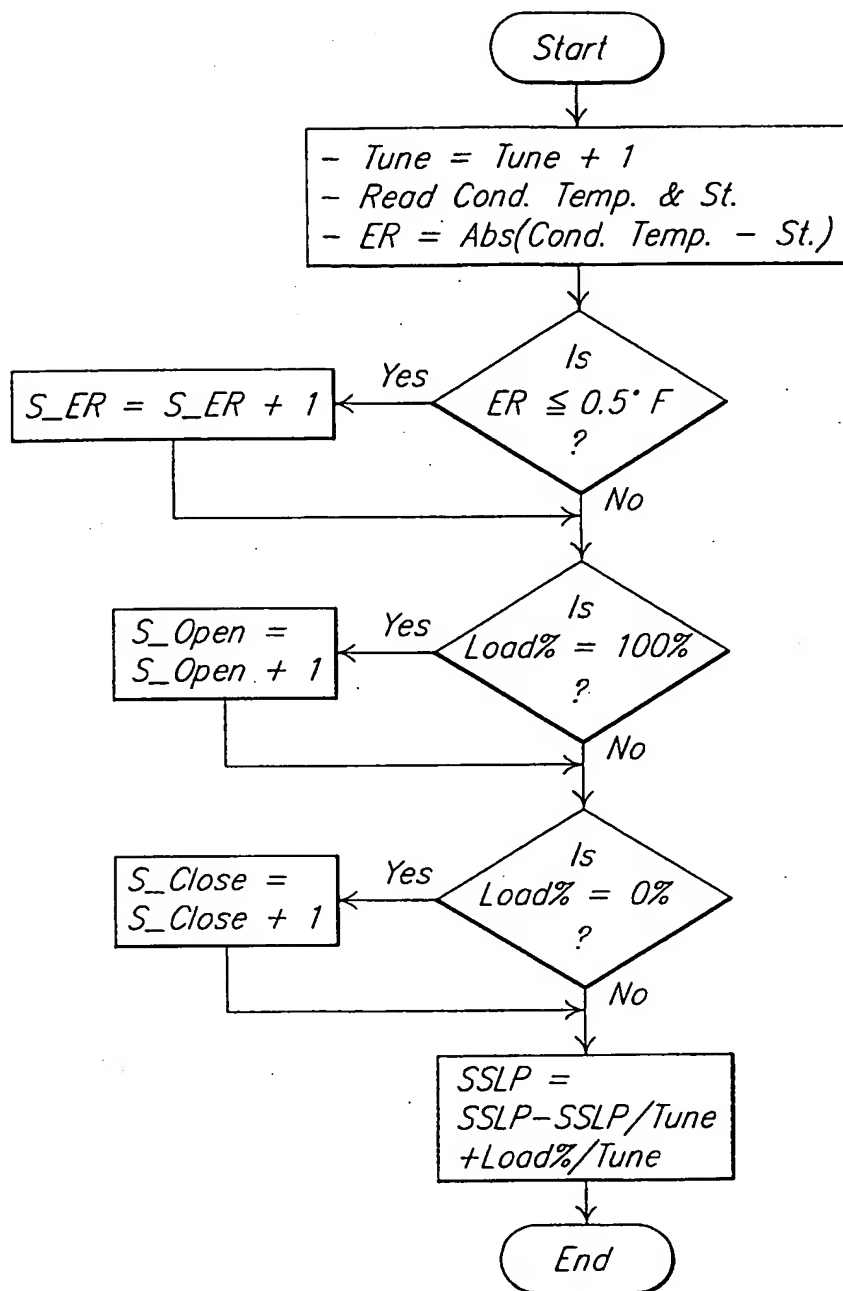 Start
- Tune = Tune + 1
- Read Cond. Temp. & St.
- ER = Abs(Cond. Temp. - St.)
Is
ER ≦ 0.5° F
?
Yes
S_ER = S_ER + 1
No
Is
Load% = 100%
?
Yes
S_Open =
S_Open + 1
No
Is
Load% = 0%
?
Yes
S_Close =
S_Close + 1
No
SSLP =
SSLP-SSLP/Tune
+Load%/Tune
End